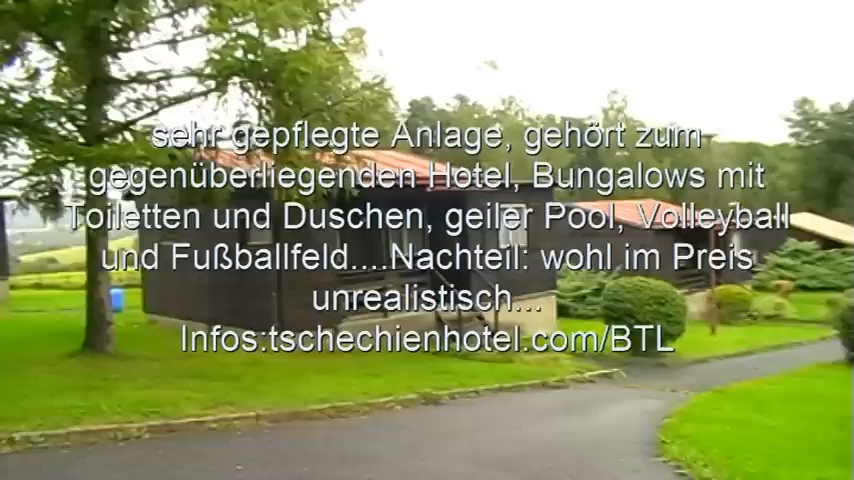 sehr gepflegte Anlage, gehört zum
gegenüberliegenden Hotel, Bungalows mit
Toiletten und Duschen, geiler Pool, Volleyball
und Fußballfeld....Nachteil: wohl im Preis
unrealistisch...
Infos:tschechienhotel.com/BTL